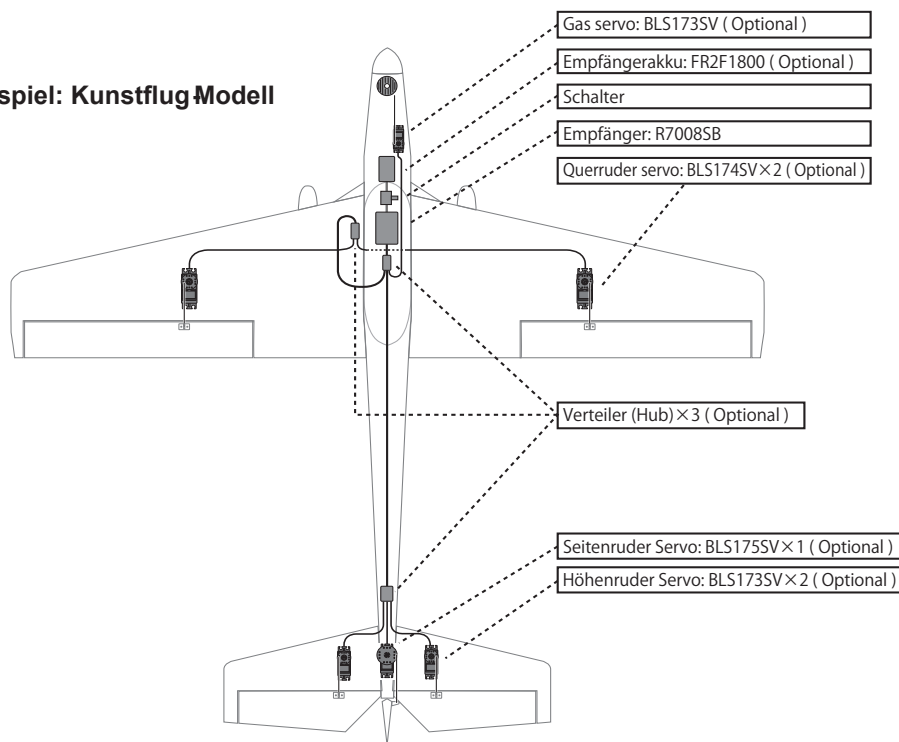 Gas servo: BLS173SV ( Optional )
Empfängerakku: FR2F1800 ( Optional )
spiel: Kunstflug-Modell
Schalter
Empfänger: R7008SB
Querruder servo: BLS174SV×2 ( Optional )
Verteiler (Hub)×3 ( Optional )
Seitenruder Servo: BLS175SV×1 ( Optional )
Höhenruder Servo: BLS173SV×2 ( Optional )